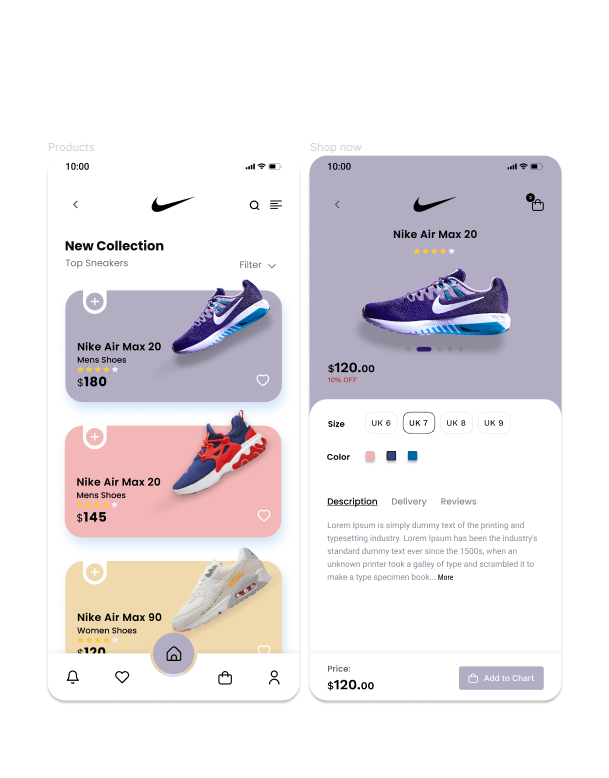 Products
10:00
New Collection
Top Sneakers
Filter
Nike Air Max 20
Mens Shoes
$180
Nike Air Max 20
Mens Shoes
$145
Nike Air Max 90
Women Shoes
$120
Shop now
10:00
Nike Air Max 20
$120.00
10% OFF
Size
UK 6
UK 7
UK 8
UK 9
Color
Description
Delivery
Reviews
Lorem Ipsum is simply dummy text of the printing and
typesetting industry. Lorem Ipsum has been the industry's
standard dummy text ever since the 1500s, when an
unknown printer took a galley of type and scrambled it to
make a type specimen book... More
Price:
$120.00
Add to Chart